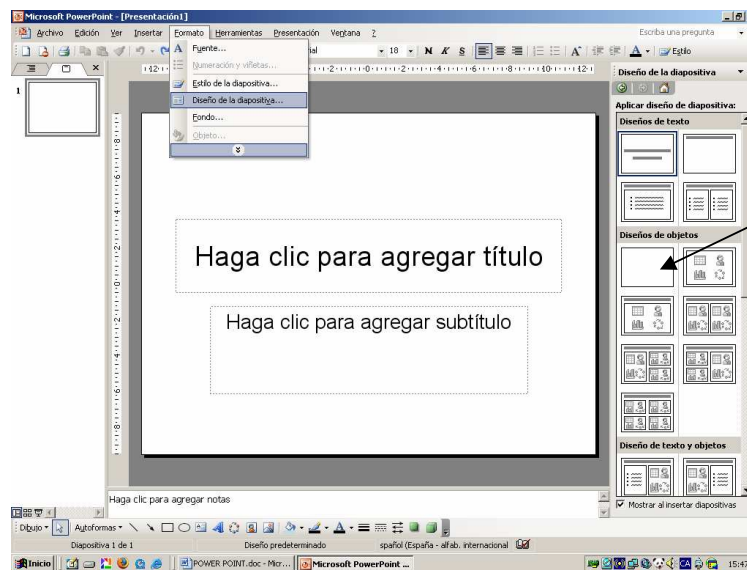 Microsoft PowerPoint - [Presentación1]
Archivo Edición Ver Insertar Formato Herramientas Presentación Ventana ?
Escriba una pregunta
18 N K S
Estilo
Fuente...
Numeración y viñetas...
Estilo de la diapositiva...
Diseño de la diapositiva...
Fondo...
Objeto...
1
Haga clic para agregar título
Haga clic para agregar subtítulo
Diseño de la diapositiva
Aplicar diseño de diapositiva:
Diseños de texto
Diseños de objetos
Diseño de texto y objetos
Mostrar al insertar diapositivas
Haga clic para agregar notas
Dibujo Autoformas
Diapositiva 1 de 1
Diseño predeterminado
spañol (España - alfab. internacional
Inicio
POWER POINT.doc - Micr...
Microsoft PowerPoint ...
CA
15:47